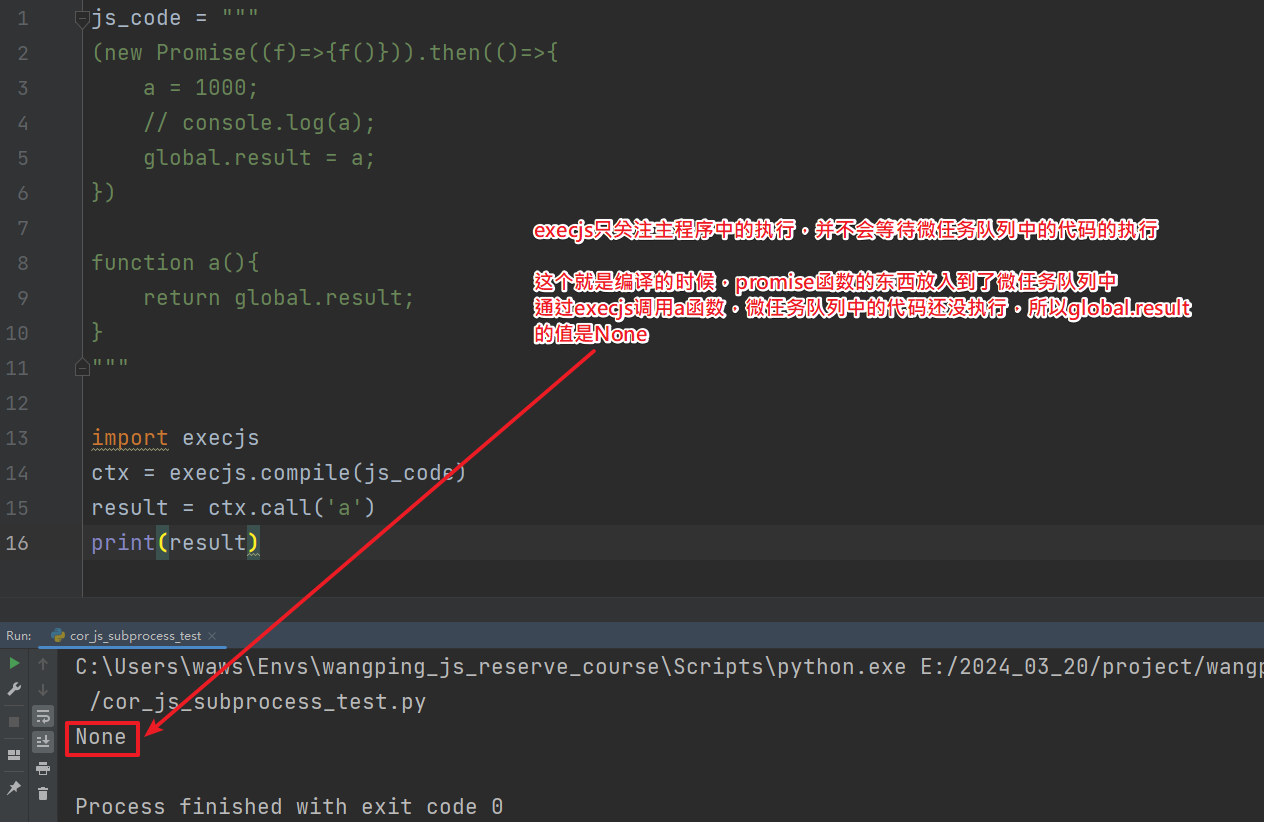 1 js_code = """
2 (new Promise((f)=>{f()})).then(()=>{
3 a = 1000;
4 // console.log(a);
5 global.result = a;
6 })
7
execjs只关注主程序中的执行，并不会等待微任务队列中的代码的执行
8 function a(){
这个就是编译的时候，promise函数的东西放入到了微任务队列中
9 return global.result;
通过execjs调用a函数，微任务队列中的代码还没执行，所以global.result
10 }
的值是None
11 """
12
13 import execjs
14 ctx = execjs.compile(js_code)
15 result = ctx.call('a')
16 print(result)
Run: cor_js_subprocess_test ×
C:\Users\waws\Envs\wangping_js_reserve_course\Scripts\python.exe E:/2024_03_20/project/wangp
/cor_js_subprocess_test.py
None
Process finished with exit code 0